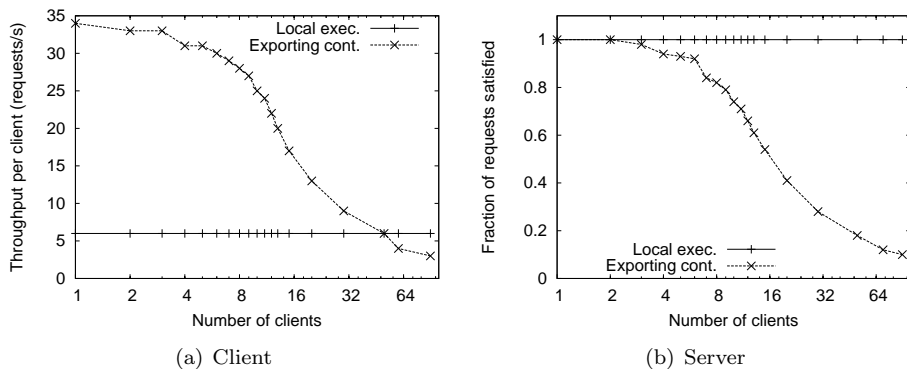 Throughput per client (requests/s)
35
30
25
20
15
10
5
0
Local exec.
Exporting cont.
1 2 4 8 16 32 64
Number of clients
(a) Client
Fraction of requests satisfied
1
0.8
0.6
0.4
0.2
0
Local exec.
Exporting cont.
1 2 4 8 16 32 64
Number of clients
(b) Server